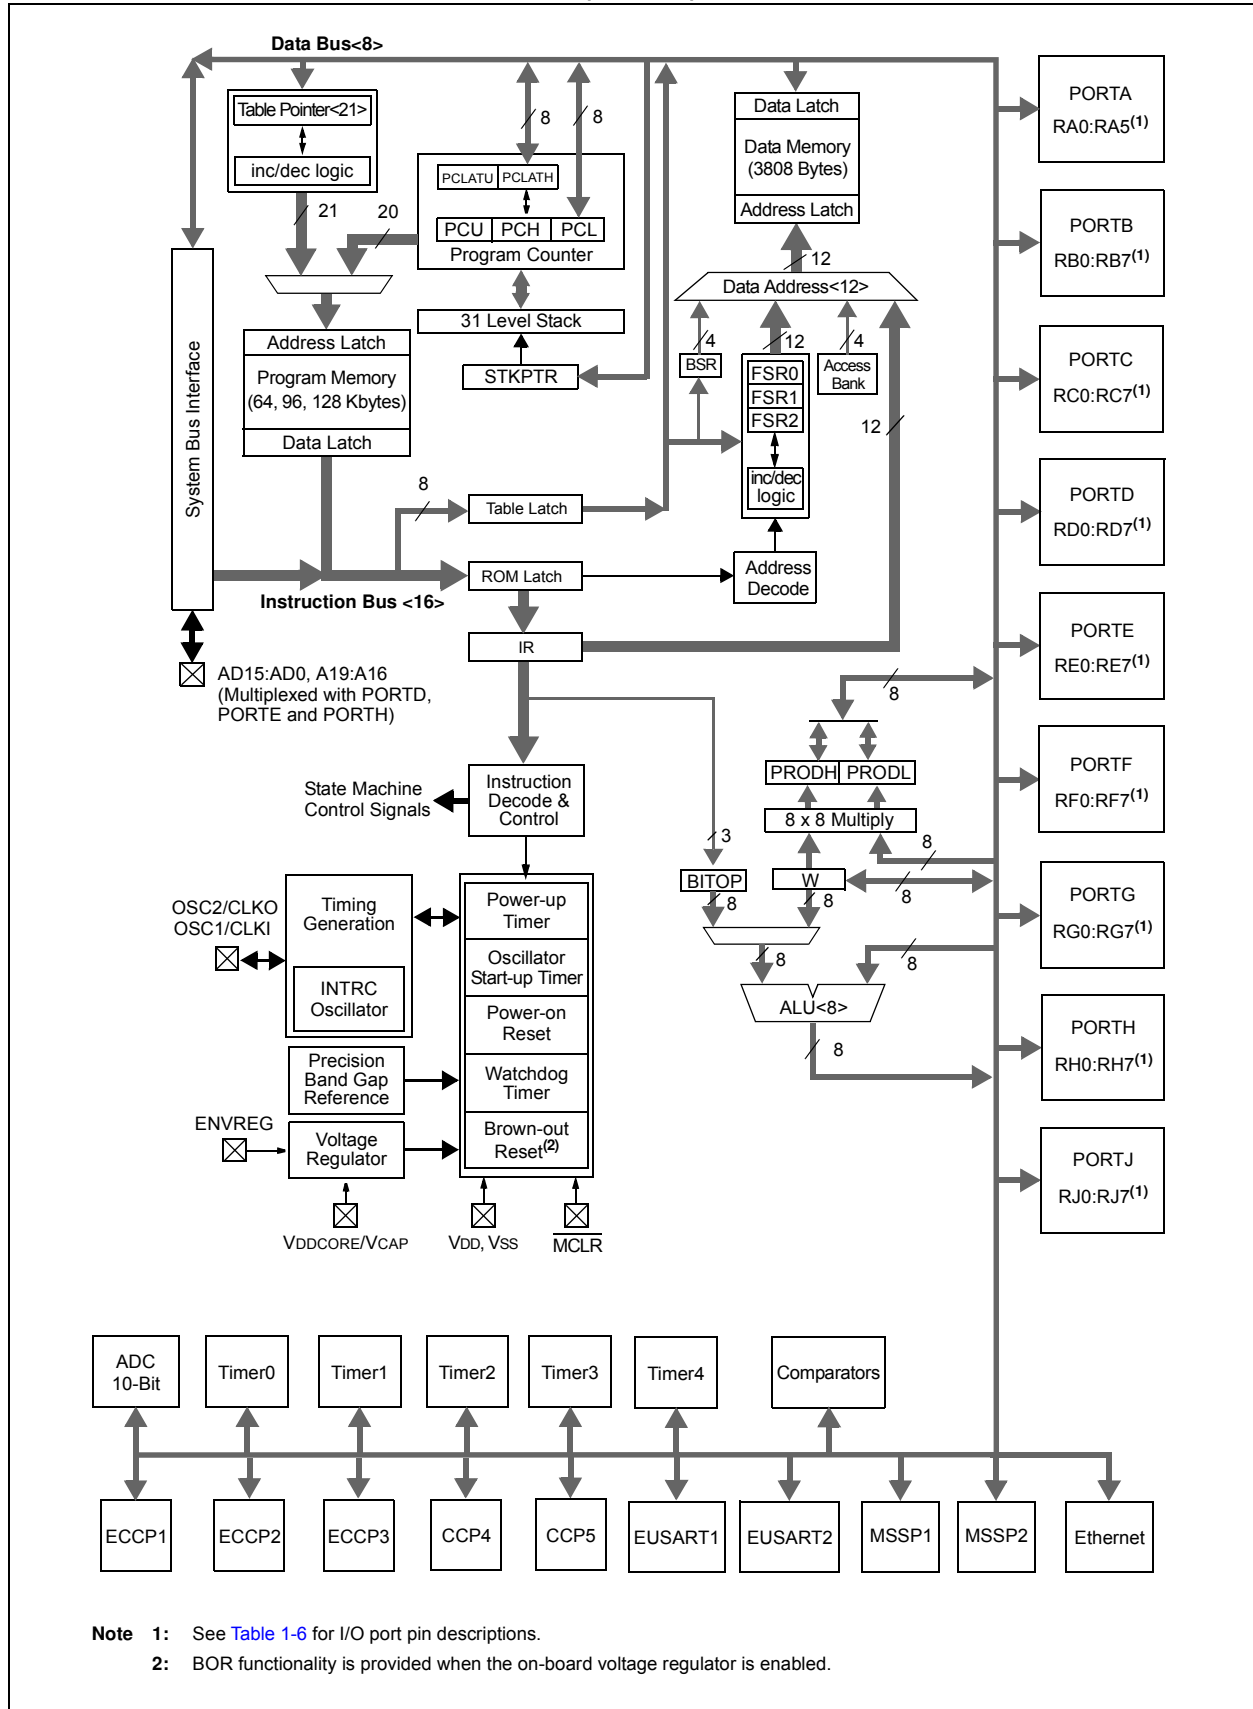 Data Bus<8>
Table Pointer<21>
inc/dec logic
21
20
8
8
PCLATU PCLATH
PCU PCH PCL
Program Counter
31 Level Stack
STKPTR
System Bus Interface
Address Latch
Program Memory
(64, 96, 128 Kbytes)
Data Latch
8
Table Latch
ROM Latch
Instruction Bus <16>
IR
AD15:AD0, A19:A16
(Multiplexed with PORTD,
PORTE and PORTH)
Data Latch
Data Memory
(3808 Bytes)
Address Latch
12
Data Address<12>
4
12
4
BSR
FSR0
FSR1
FSR2
inc/dec
logic
Access
Bank
12
Address
Decode
8
PRODH PRODL
8 x 8 Multiply
3
8
BITOP
W
8
8
8
8
8
ALU<8>
8
State Machine
Control Signals
Instruction
Decode &
Control
OSC2/CLKO
OSC1/CLKI
Timing
Generation
INTRC
Oscillator
Power-up
Timer
Oscillator
Start-up Timer
Power-on
Reset
Watchdog
Timer
Brown-out
Reset(2)
Precision
Band Gap
Reference
ENVREG
Voltage
Regulator
VDDCORE/VCAP
VDD, VSS
MCLR
PORTA
RA0:RA5(1)
PORTB
RB0:RB7(1)
PORTC
RC0:RC7(1)
PORTD
RD0:RD7(1)
PORTE
RE0:RE7(1)
PORTF
RF0:RF7(1)
PORTG
RG0:RG7(1)
PORTH
RH0:RH7(1)
PORTJ
RJ0:RJ7(1)
ADC
10-Bit
Timer0
Timer1
Timer2
Timer3
Timer4
Comparators
ECCP1
ECCP2
ECCP3
CCP4
CCP5
EUSART1
EUSART2
MSSP1
MSSP2
Ethernet
Note 1: See Table 1-6 for I/O port pin descriptions.
2: BOR functionality is provided when the on-board voltage regulator is enabled.